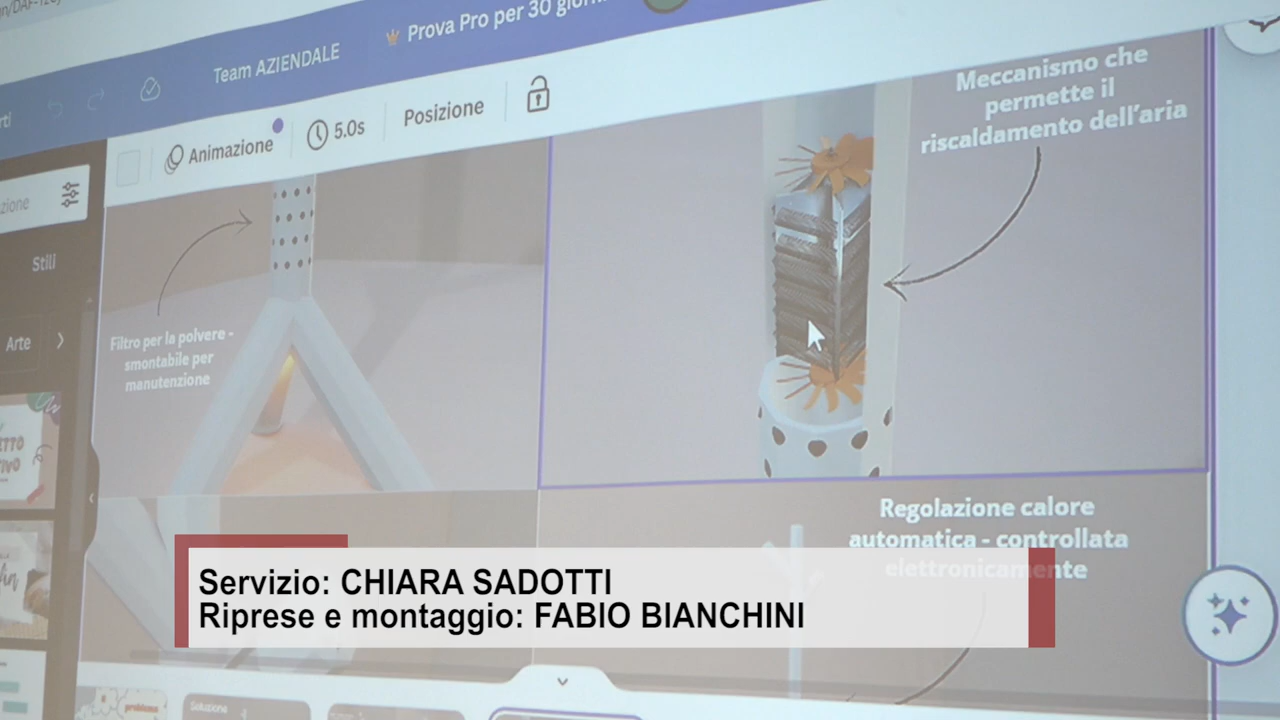 Team AZIENDALE
Prova Pro per 30
Animazione
5.0s
Posizione
Stili
Arte
Filtro per la polvere -
smontabile per
manutenzione
Meccanismo che
permette il
riscaldamento dell'aria
Regolazione calore
automatica - controllata
elettronicamente
Servizio: CHIARA SADOTTI
Riprese e montaggio: FABIO BIANCHINI
problema
Soluzione